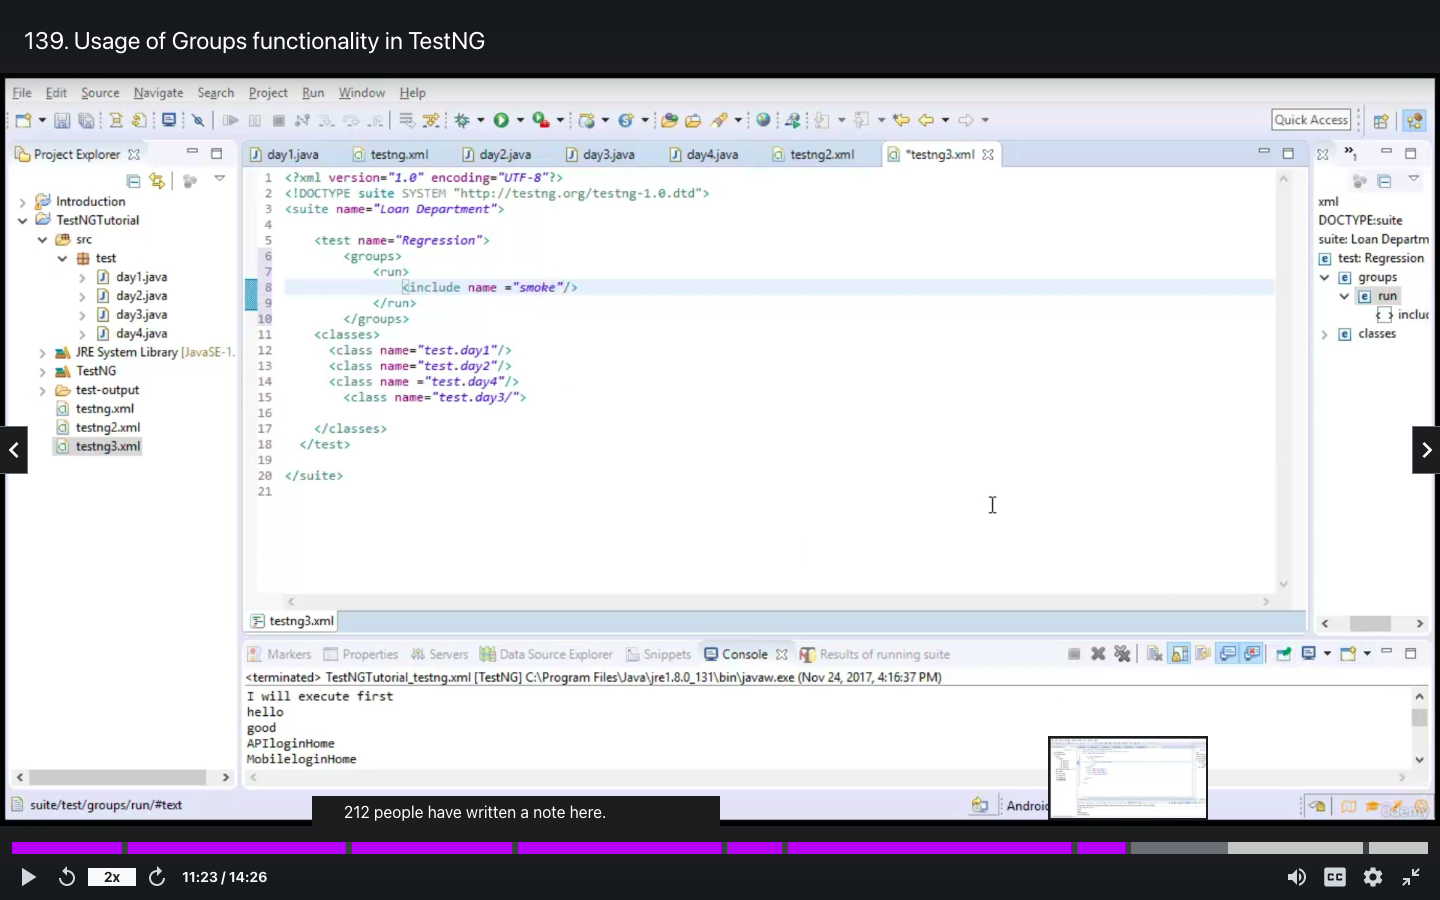 139. Usage of Groups functionality in TestNG
File Edit Source Navigate Search Project Run Window Help
Quick Access
Project Explorer
day1.java testng.xml day2.java day3.java day4.java testng2.xml *testng3.xml
»1
Introduction
TestNGTutorial
src
test
day1.java
day2.java
day3.java
day4.java
JRE System Library [JavaSE-1.
TestNG
test-output
testng.xml
testng2.xml
testng3.xml
1 <?xml version="1.0" encoding="UTF-8"?>
2 <!DOCTYPE suite SYSTEM "http://testng.org/testng-1.0.dtd">
3 <suite name="Loan Department">
4
5 <test name="Regression">
6 <groups>
7 <run>
8 <include name ="smoke"/>
9 </run>
10 </groups>
11 <classes>
12 <class name="test.day1"/>
13 <class name="test.day2"/>
14 <class name ="test.day4"/>
15 <class name="test.day3/">
16
17 </classes>
18 </test>
19
20 </suite>
21
xml
DOCTYPE:suite
suite: Loan Departm
test: Regression
groups
run
includ
classes
testng3.xml
Markers Properties Servers Data Source Explorer Snippets Console Results of running suite
<terminated> TestNGTutorial_testng.xml [TestNG] C:\Program Files\Java\jre1.8.0_131\bin\javaw.exe (Nov 24, 2017, 4:16:37 PM)
I will execute first
hello
good
APIloginHome
MobileloginHome
suite/test/groups/run/#text
212 people have written a note here.
Androi
udemy
2x
11:23 / 14:26
CC